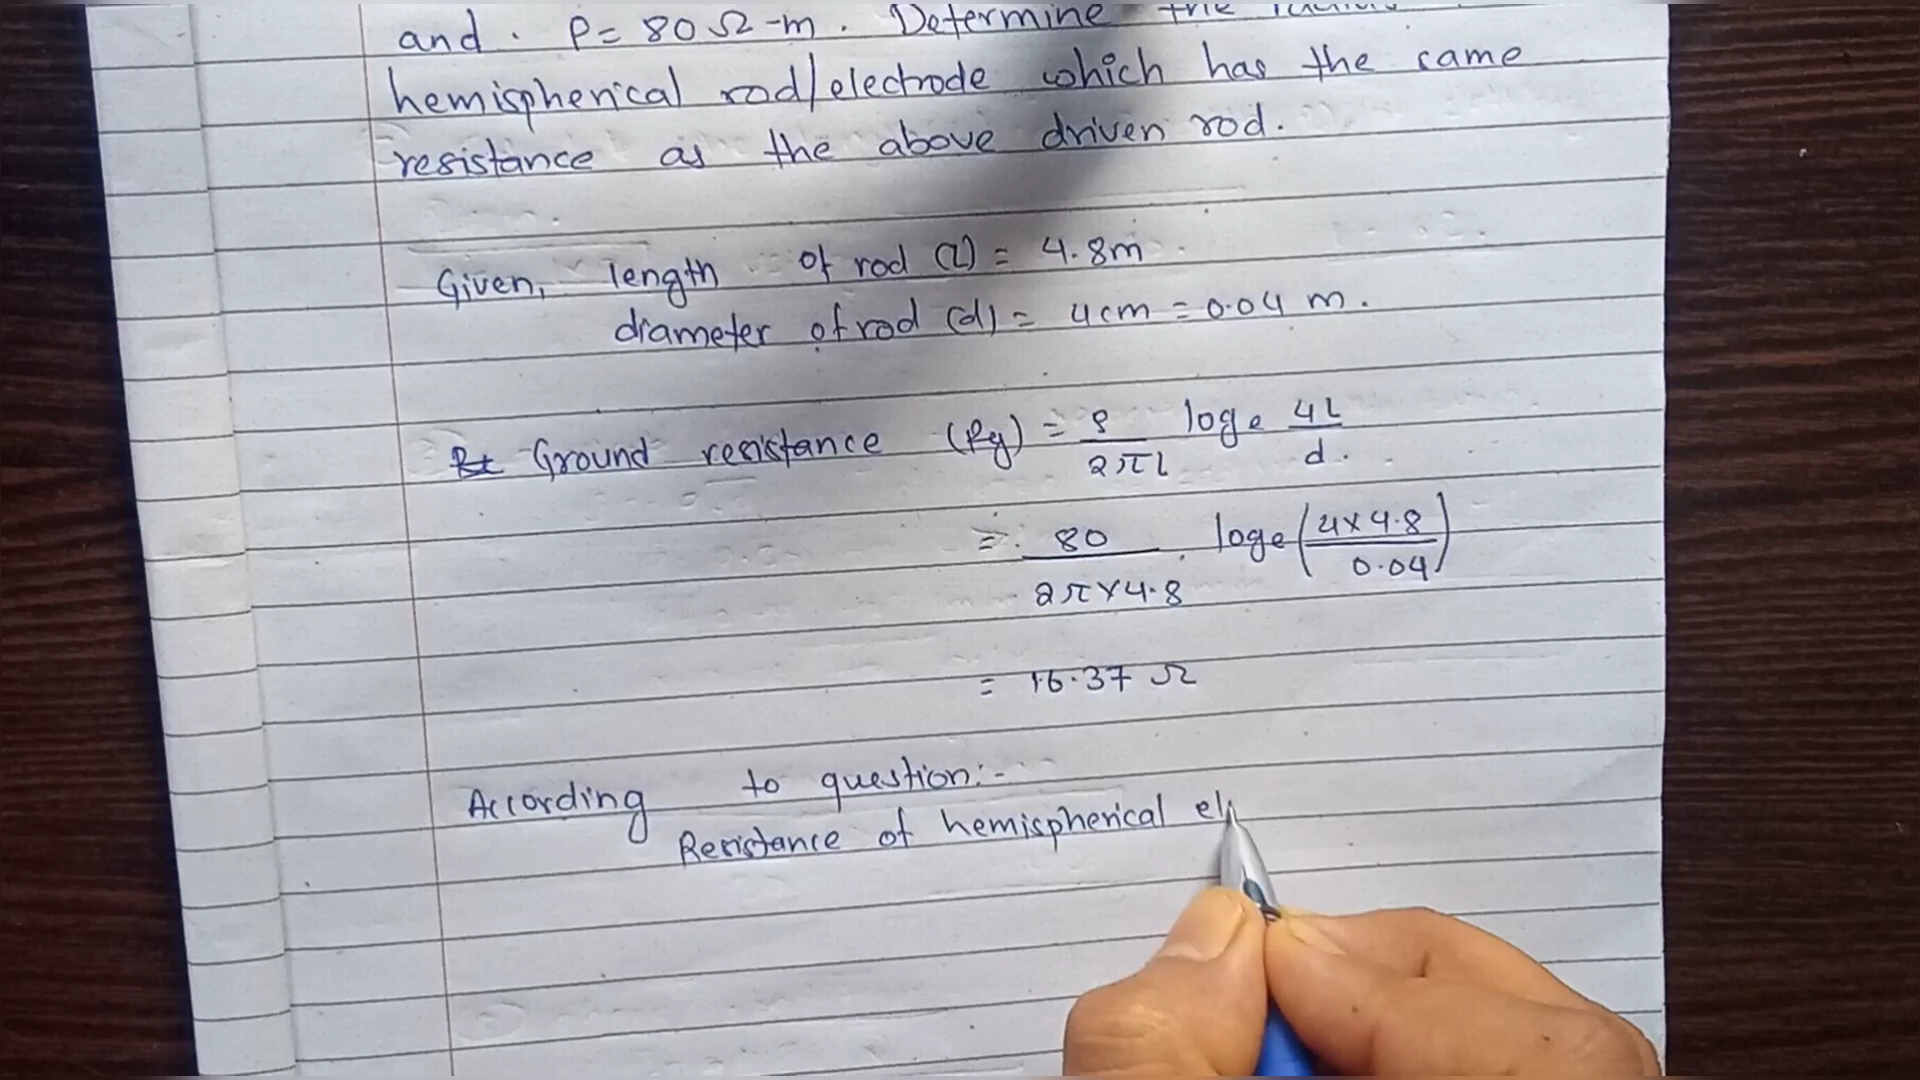 and. ρ = 80 Ω-m. Determine the radius
hemispherical rod/electrode which has the same
resistance as the above driven rod.
Given, length of rod (l) = 4.8m
diameter of rod (d) = 4cm = 0.04 m.
Ground resistance (Rg) = ρ/2πl loge 4l/d.
= 80/2π×4.8 . loge (4×4.8/0.04)
= 16.37 Ω
According to question:-
Resistance of hemispherical el